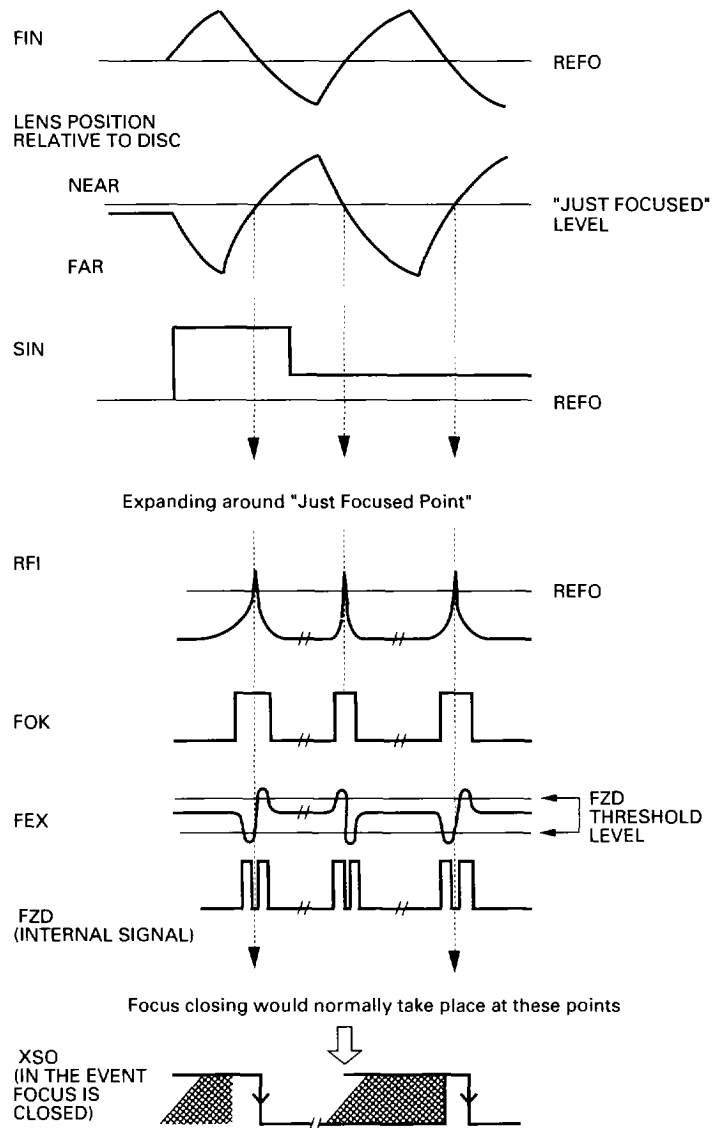 FIN
REFO
LENS POSITION
RELATIVE TO DISC
NEAR
"JUST FOCUSED"
LEVEL
FAR
SIN
REFO
Expanding around "Just Focused Point"
RFI
REFO
FOK
FZD
THRESHOLD
LEVEL
FEX
FZD
(INTERNAL SIGNAL)
Focus closing would normally take place at these points
XSO
(IN THE EVENT
FOCUS IS
CLOSED)